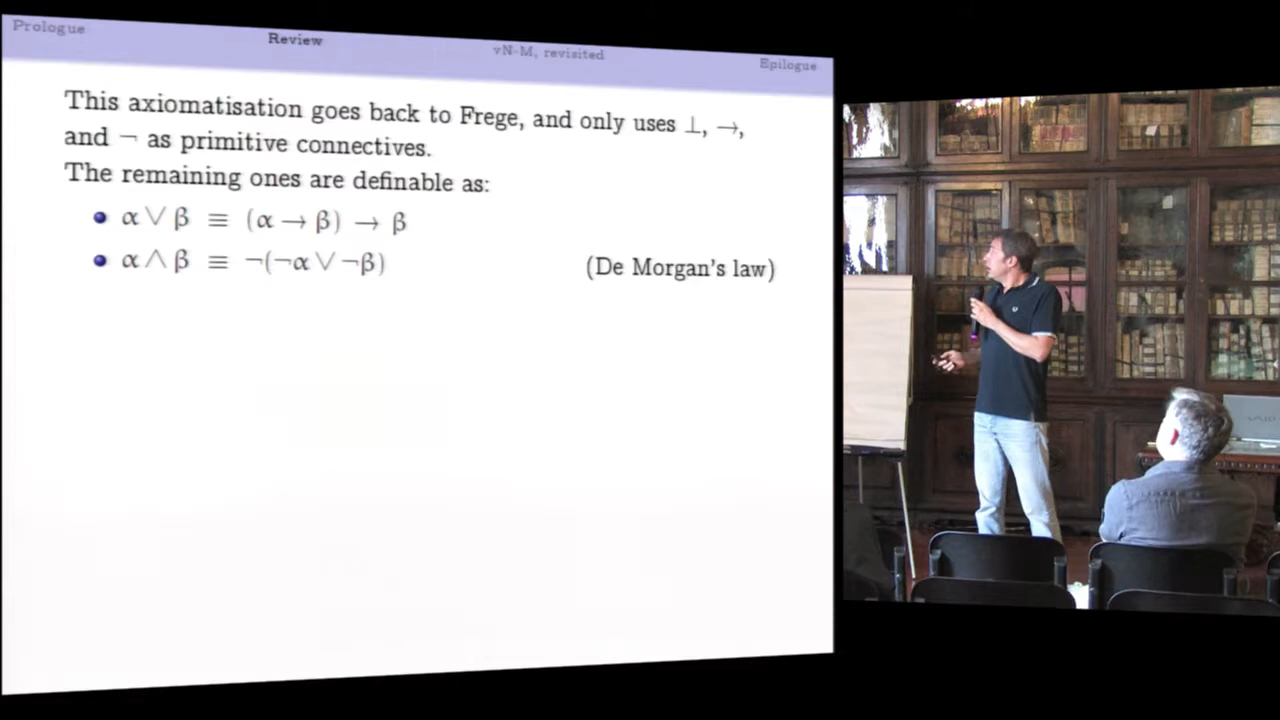 Prologue
Review
vN-M, revisited
Epilogue
This axiomatisation goes back to Frege, and only uses ⊥, →,
and ¬ as primitive connectives.
The remaining ones are definable as:
α ∨ β ≡ (α → β) → β
α ∧ β ≡ ¬(¬α ∨ ¬β) (De Morgan's law)
VAIO